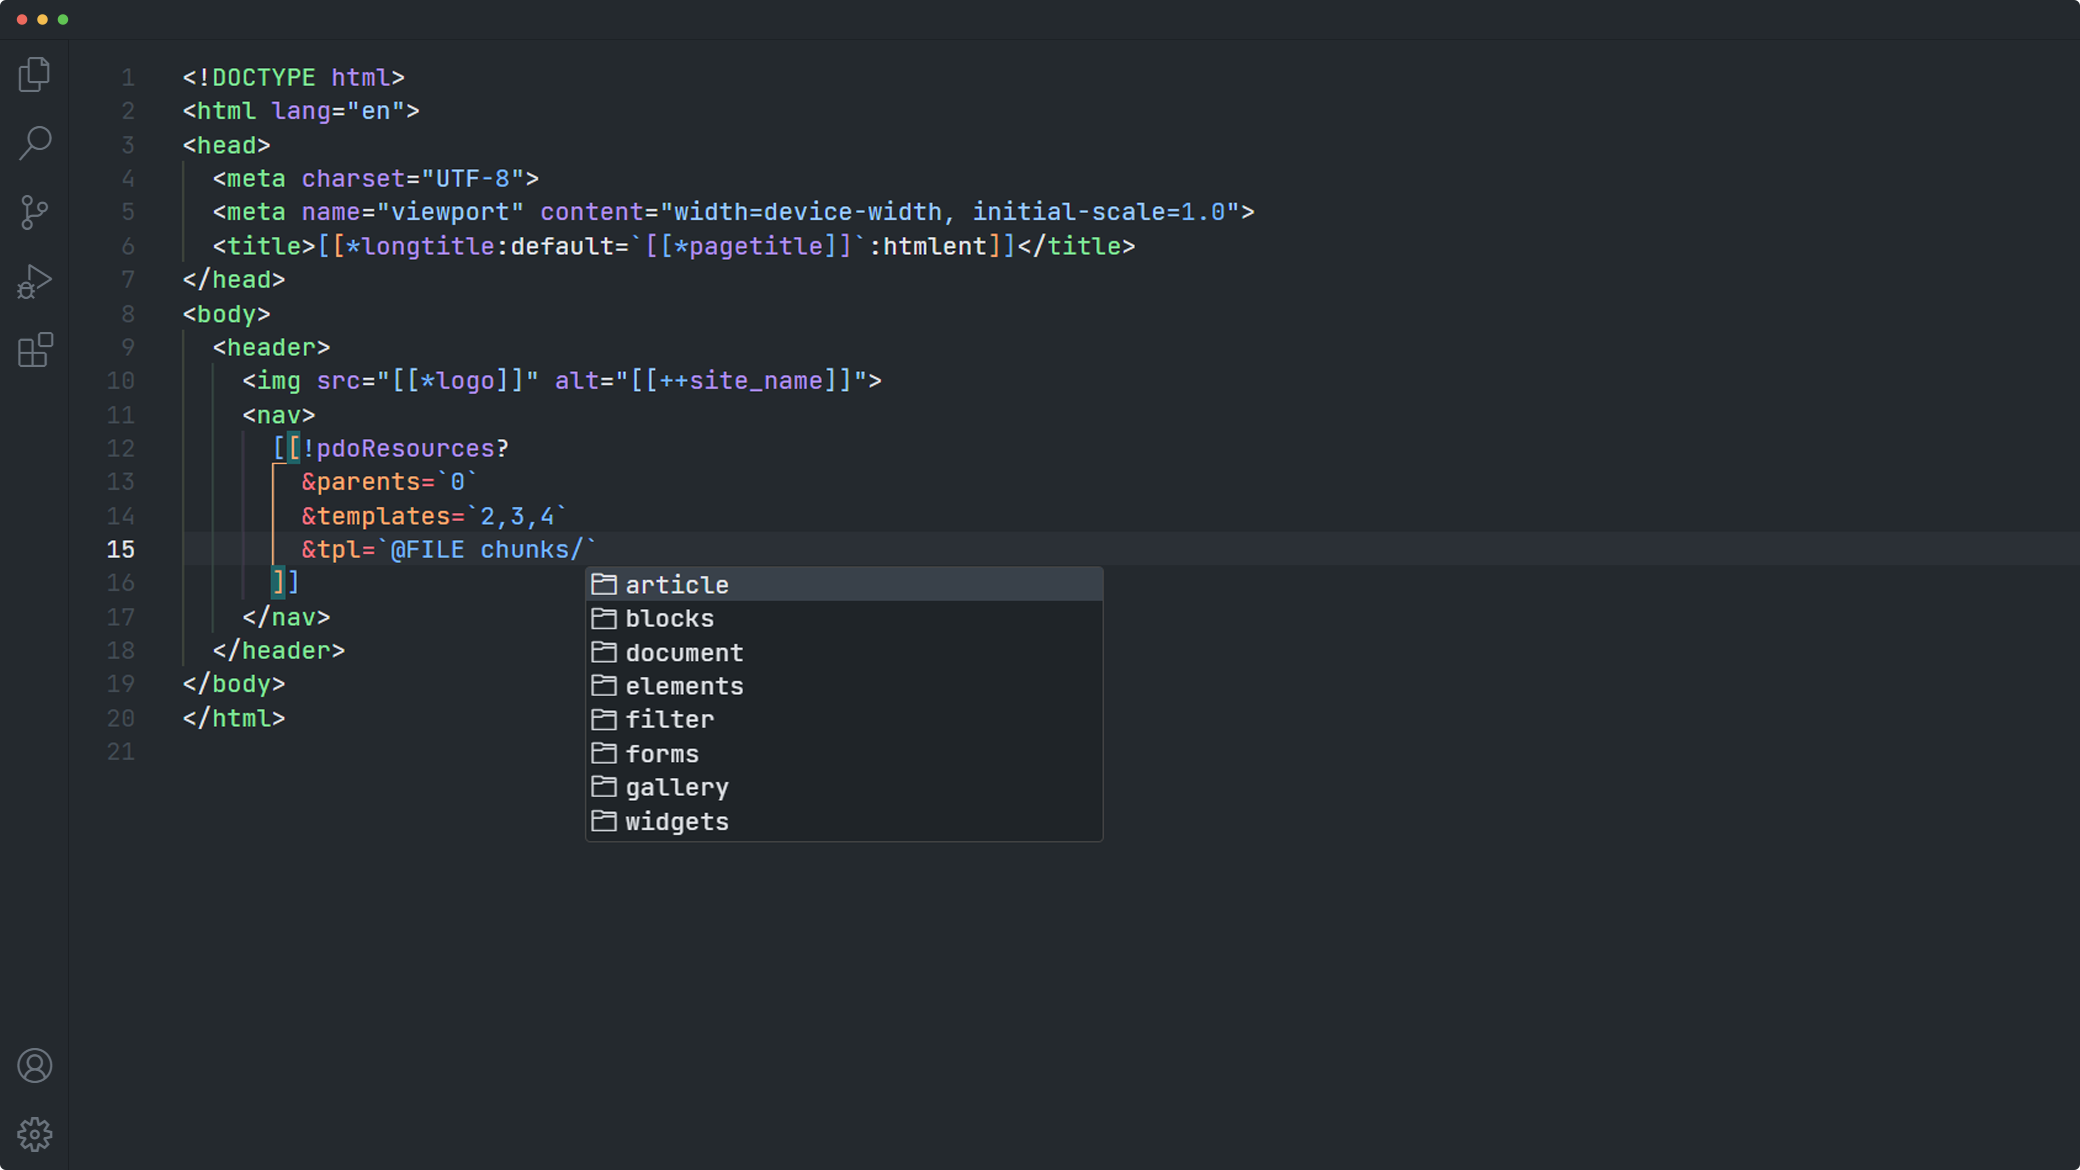 1 <!DOCTYPE html>
2 <html lang="en">
3 <head>
4 <meta charset="UTF-8">
5 <meta name="viewport" content="width=device-width, initial-scale=1.0">
6 <title>[[*longtitle:default=`[[*pagetitle]]`:htmlent]]</title>
7 </head>
8 <body>
9 <header>
10 <img src="[[*logo]]" alt="[[++site_name]]">
11 <nav>
12 [[!pdoResources?
13 &parents=`0`
14 &templates=`2,3,4`
15 &tpl=`@FILE chunks/`
16 ]]
17 </nav>
18 </header>
19 </body>
20 </html>
21
article
blocks
document
elements
filter
forms
gallery
widgets